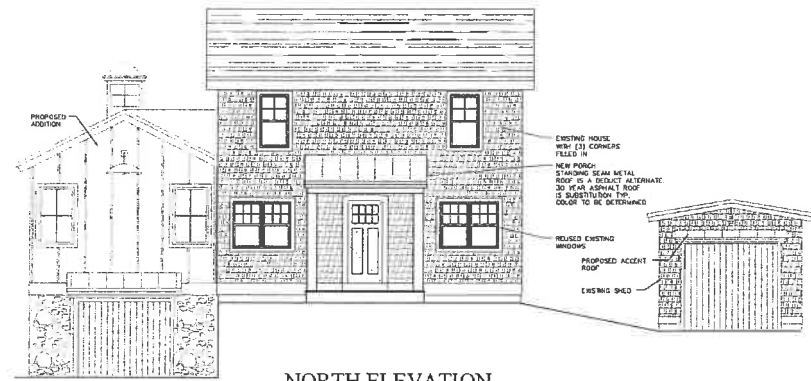 PROPOSED
ADDITION
EXISTING HOUSE
WITH (3) CORNERS
FILLED IN
NEW PORCH
STANDING SEAM METAL
ROOF IS A DEDUCT ALTERNATE.
30 YEAR ASPHALT ROOF
IS SUBSTITUTION TYP.
COLOR TO BE DETERMINED
REUSED EXISTING
WINDOWS
PROPOSED ACCENT
ROOF
EXISTING SHED
NORTH ELEVATION